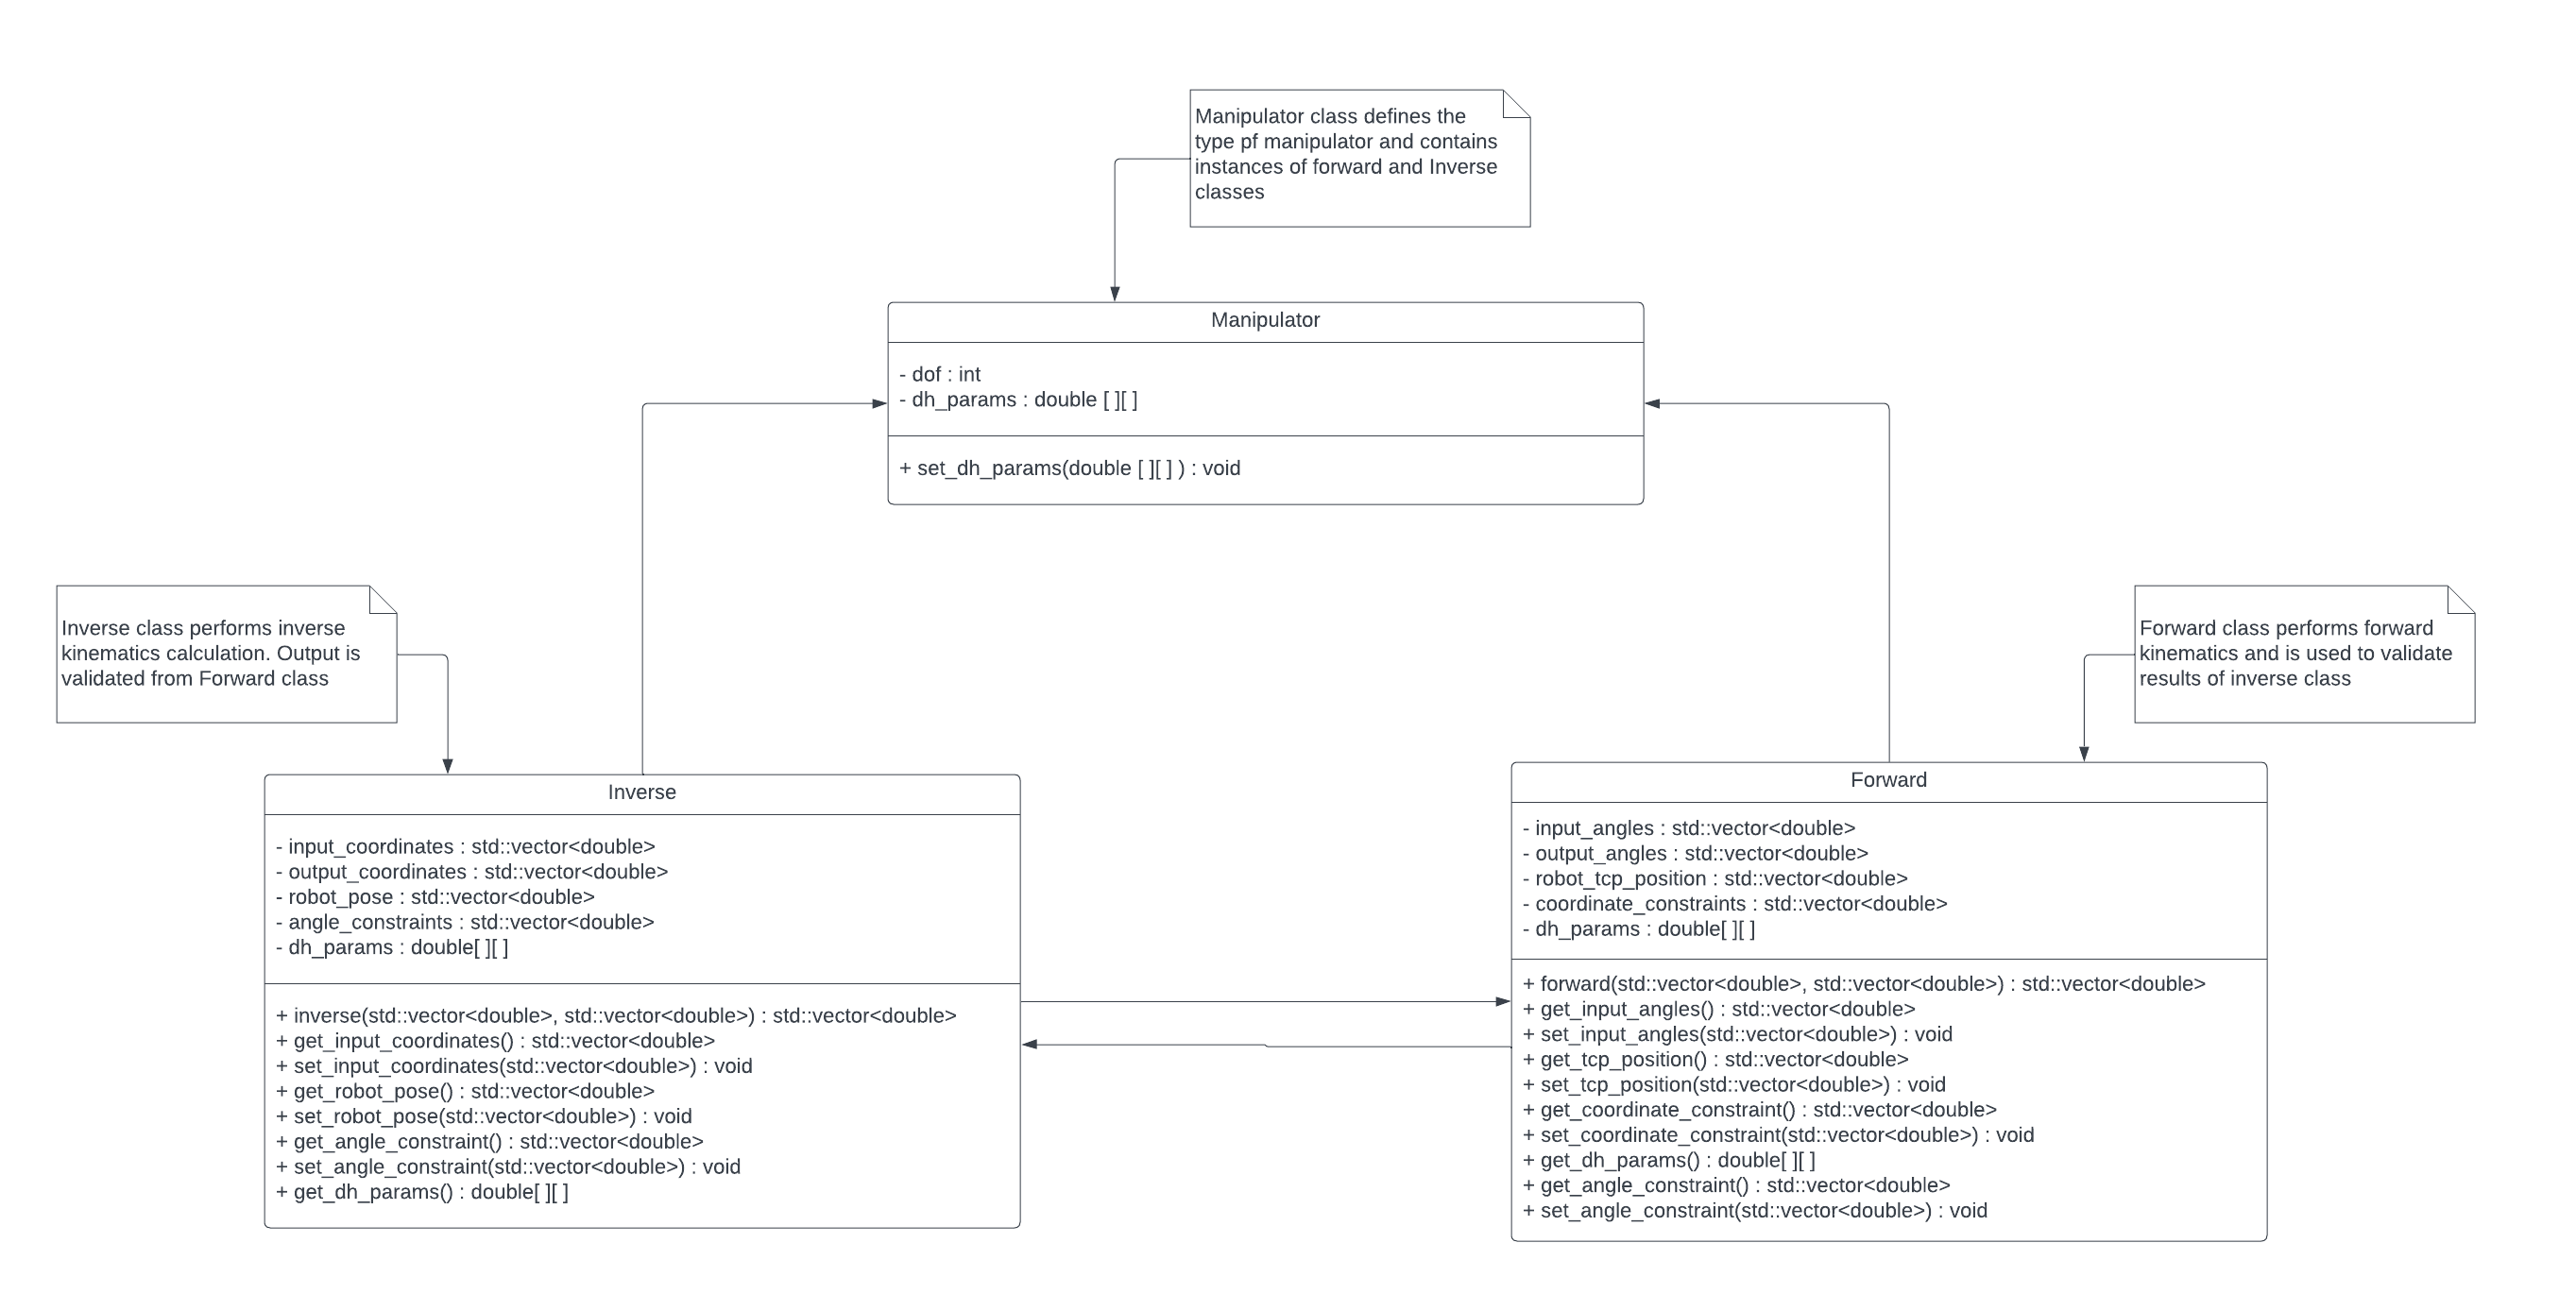 Manipulator class defines the
type pf manipulator and contains
instances of forward and Inverse
classes
Manipulator
- dof : int
- dh_params : double [ ][ ]
+ set_dh_params(double [ ][ ] ) : void
Inverse class performs inverse
kinematics calculation. Output is
validated from Forward class
Forward class performs forward
kinematics and is used to validate
results of inverse class
Inverse
- input_coordinates : std::vector<double>
- output_coordinates : std::vector<double>
- robot_pose : std::vector<double>
- angle_constraints : std::vector<double>
- dh_params : double[ ][ ]
+ inverse(std::vector<double>, std::vector<double>) : std::vector<double>
+ get_input_coordinates() : std::vector<double>
+ set_input_coordinates(std::vector<double>) : void
+ get_robot_pose() : std::vector<double>
+ set_robot_pose(std::vector<double>) : void
+ get_angle_constraint() : std::vector<double>
+ set_angle_constraint(std::vector<double>) : void
+ get_dh_params() : double[ ][ ]
Forward
- input_angles : std::vector<double>
- output_angles : std::vector<double>
- robot_tcp_position : std::vector<double>
- coordinate_constraints : std::vector<double>
- dh_params : double[ ][ ]
+ forward(std::vector<double>, std::vector<double>) : std::vector<double>
+ get_input_angles() : std::vector<double>
+ set_input_angles(std::vector<double>) : void
+ get_tcp_position() : std::vector<double>
+ set_tcp_position(std::vector<double>) : void
+ get_coordinate_constraint() : std::vector<double>
+ set_coordinate_constraint(std::vector<double>) : void
+ get_dh_params() : double[ ][ ]
+ get_angle_constraint() : std::vector<double>
+ set_angle_constraint(std::vector<double>) : void